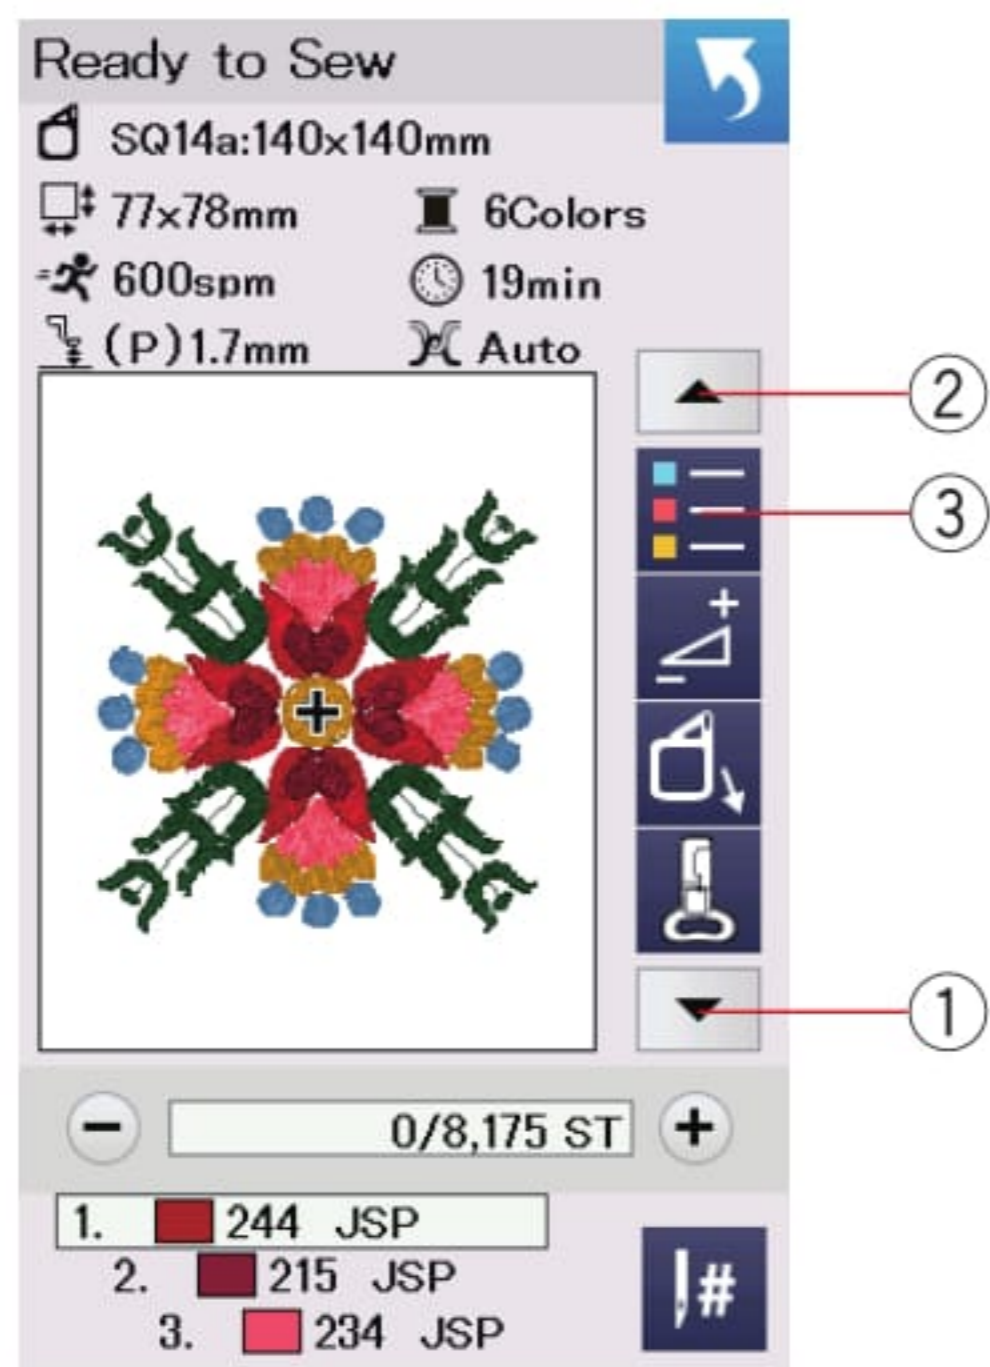 Ready to Sew
SQ14a:140x140mm
77x78mm 6Colors
600spm 19min
(P)1.7mm Auto
2
3
1
0/8,175 ST
1. 244 JSP
2. 215 JSP
3. 234 JSP
#